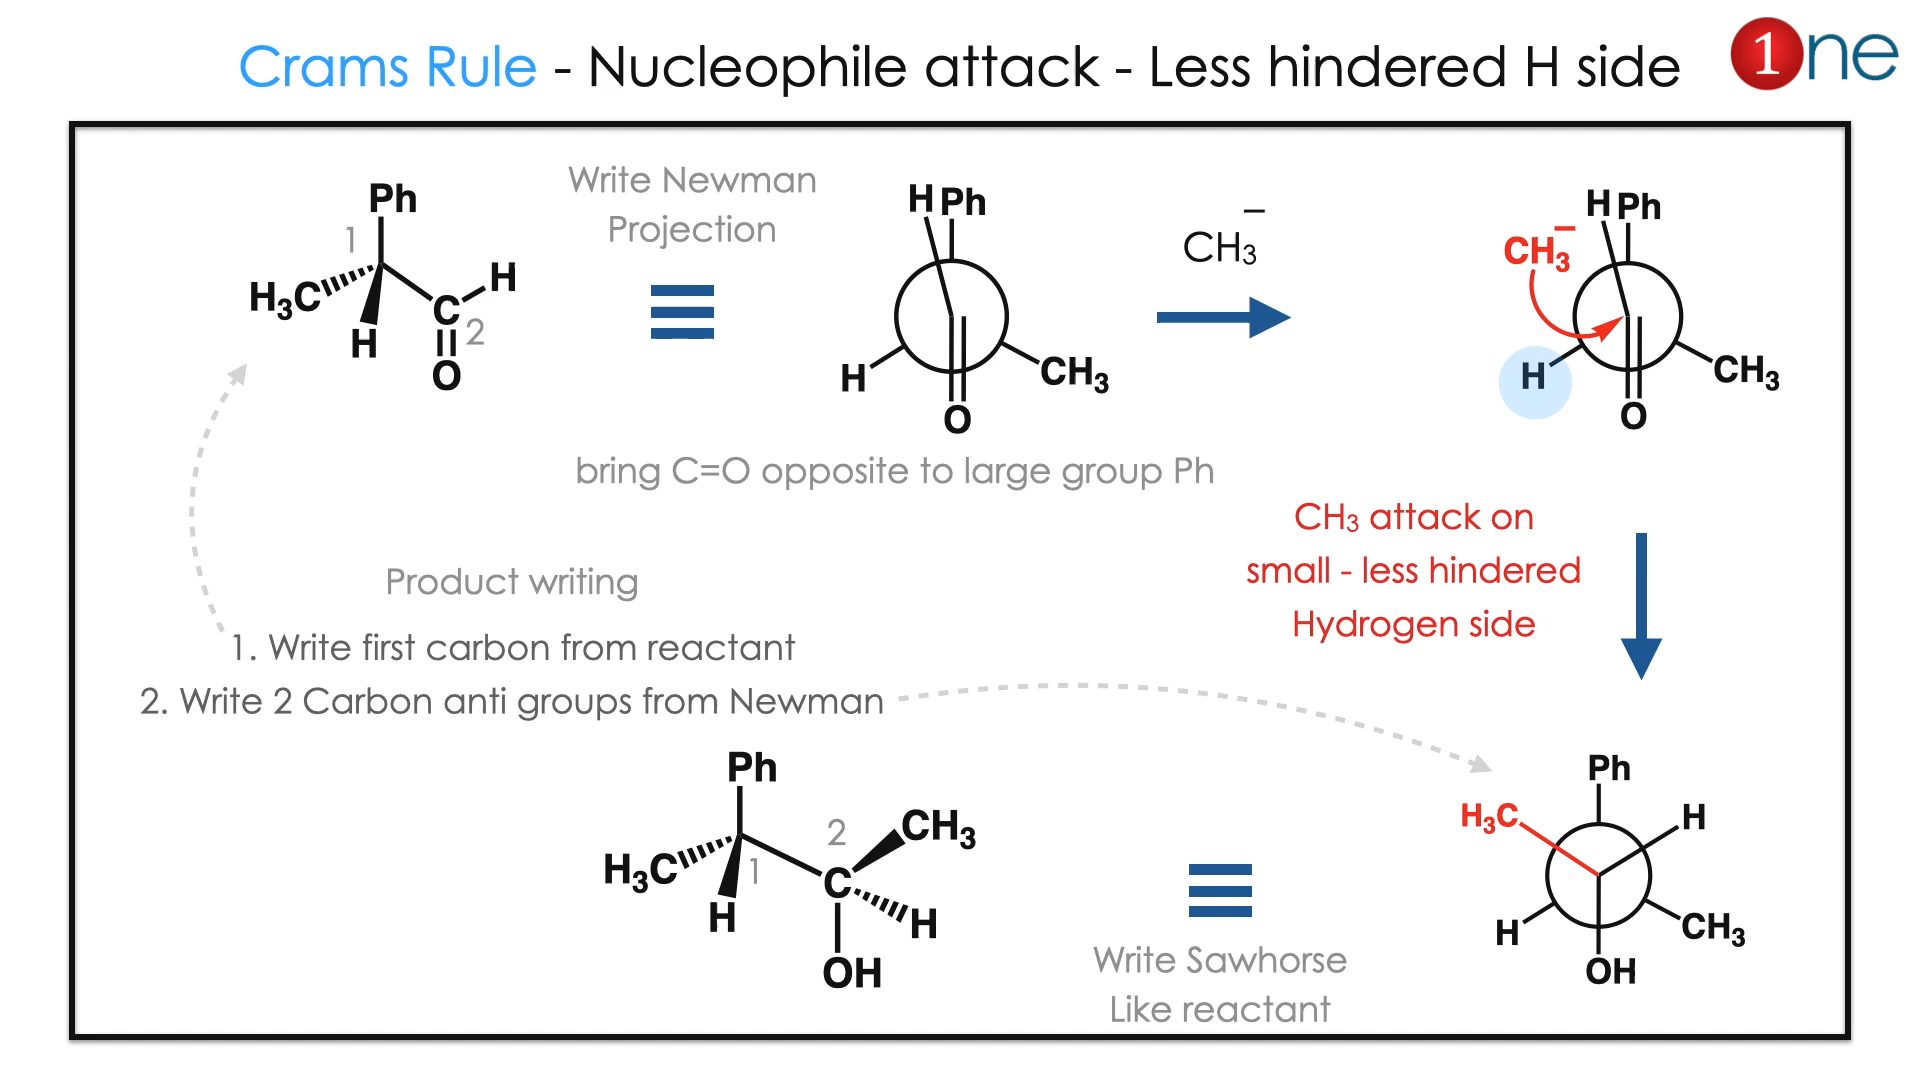 Crams Rule - Nucleophile attack - Less hindered H side
1ne
Ph
1
H
H₃C
C
2
H
O
Write Newman
Projection
H Ph
H
CH₃
O
bring C=O opposite to large group Ph
CH₃⁻
H Ph
CH₃⁻
H
CH₃
O
CH₃ attack on
small - less hindered
Hydrogen side
Product writing
1. Write first carbon from reactant
2. Write 2 Carbon anti groups from Newman
Ph
2
CH₃
H₃C
1
C
H
H
OH
Write Sawhorse
Like reactant
Ph
H₃C
H
H
CH₃
OH